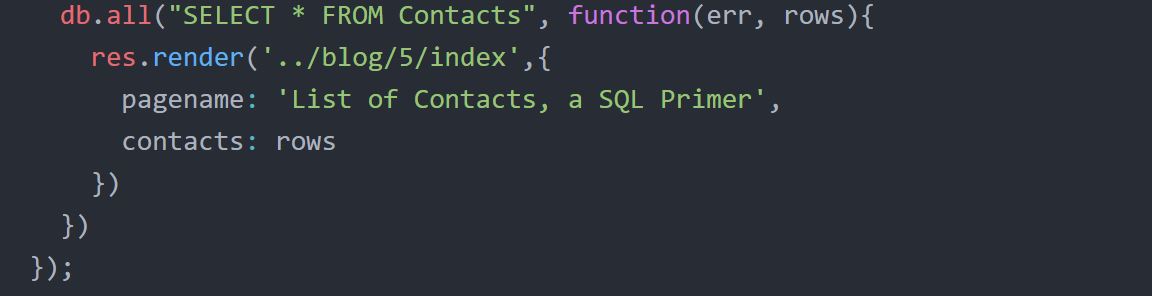 db.all("SELECT * FROM Contacts", function(err, rows){
res.render('../blog/5/index',{
pagename: 'List of Contacts, a SQL Primer',
contacts: rows
})
})
});